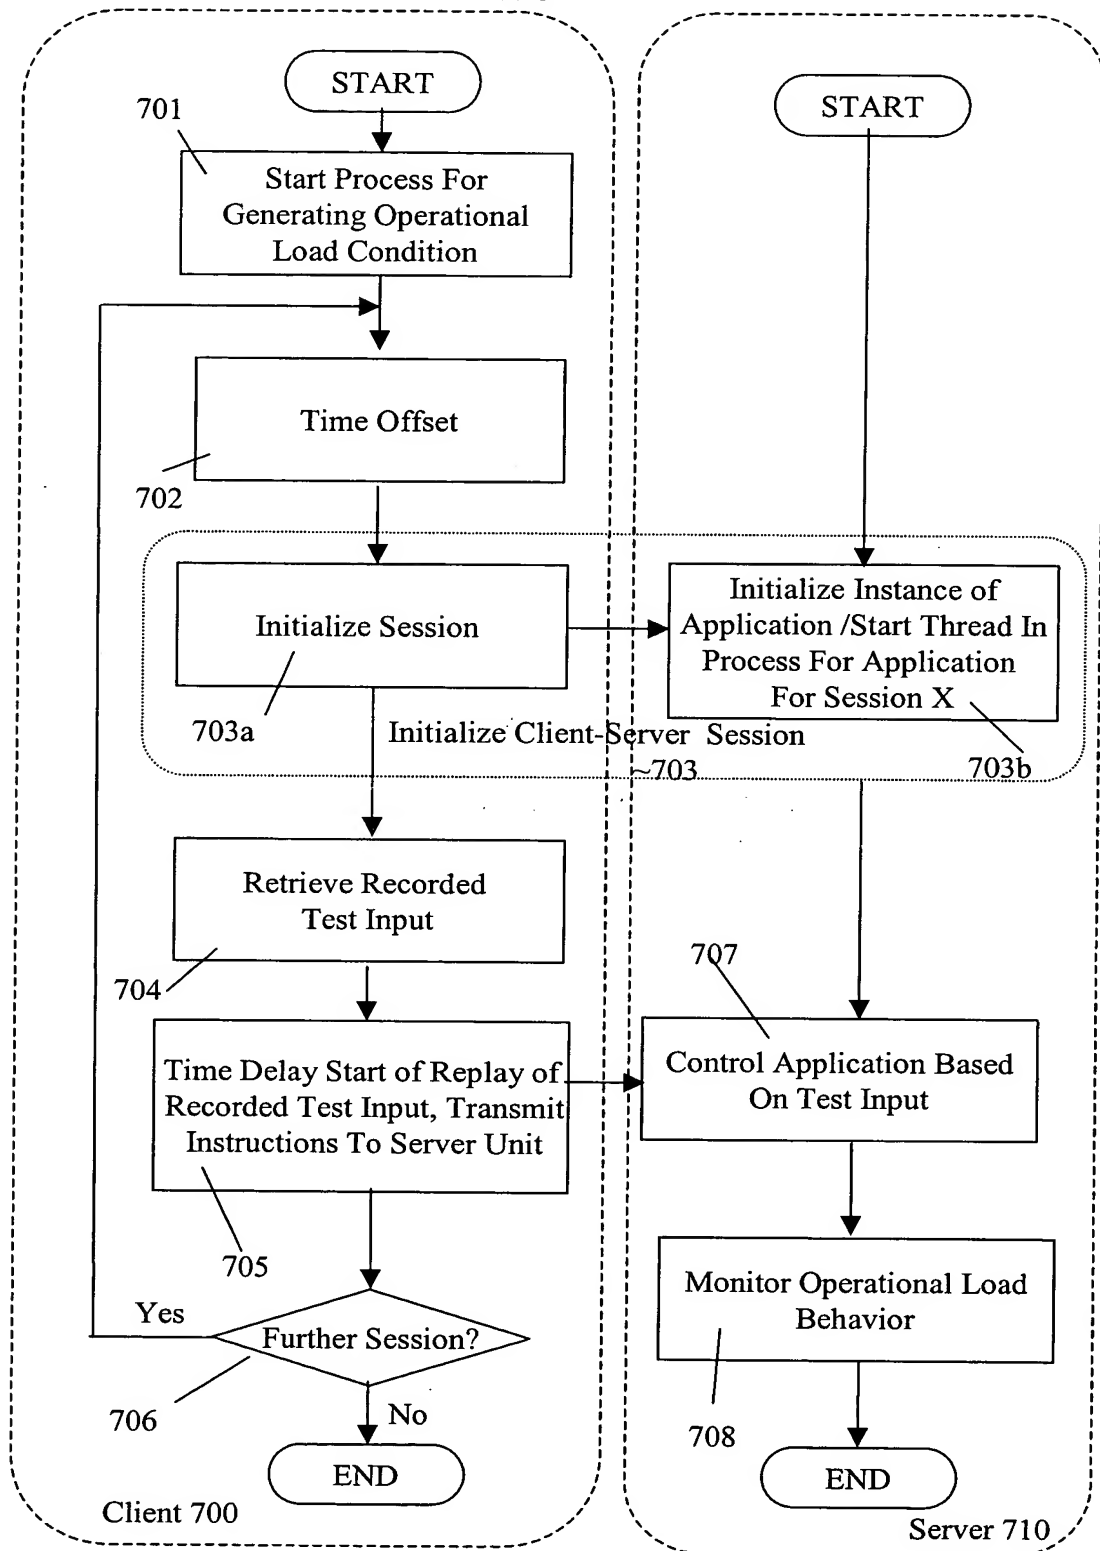 START
701
Start Process For
Generating Operational
Load Condition
Time Offset
702
Initialize Session
703a
Initialize Client-Server Session
~703
Retrieve Recorded
Test Input
704
Time Delay Start of Replay of
Recorded Test Input, Transmit
Instructions To Server Unit
705
Yes
Further Session?
706
No
END
Client 700
START
Initialize Instance of
Application /Start Thread In
Process For Application
For Session X
703b
707
Control Application Based
On Test Input
Monitor Operational Load
Behavior
708
END
Server 710